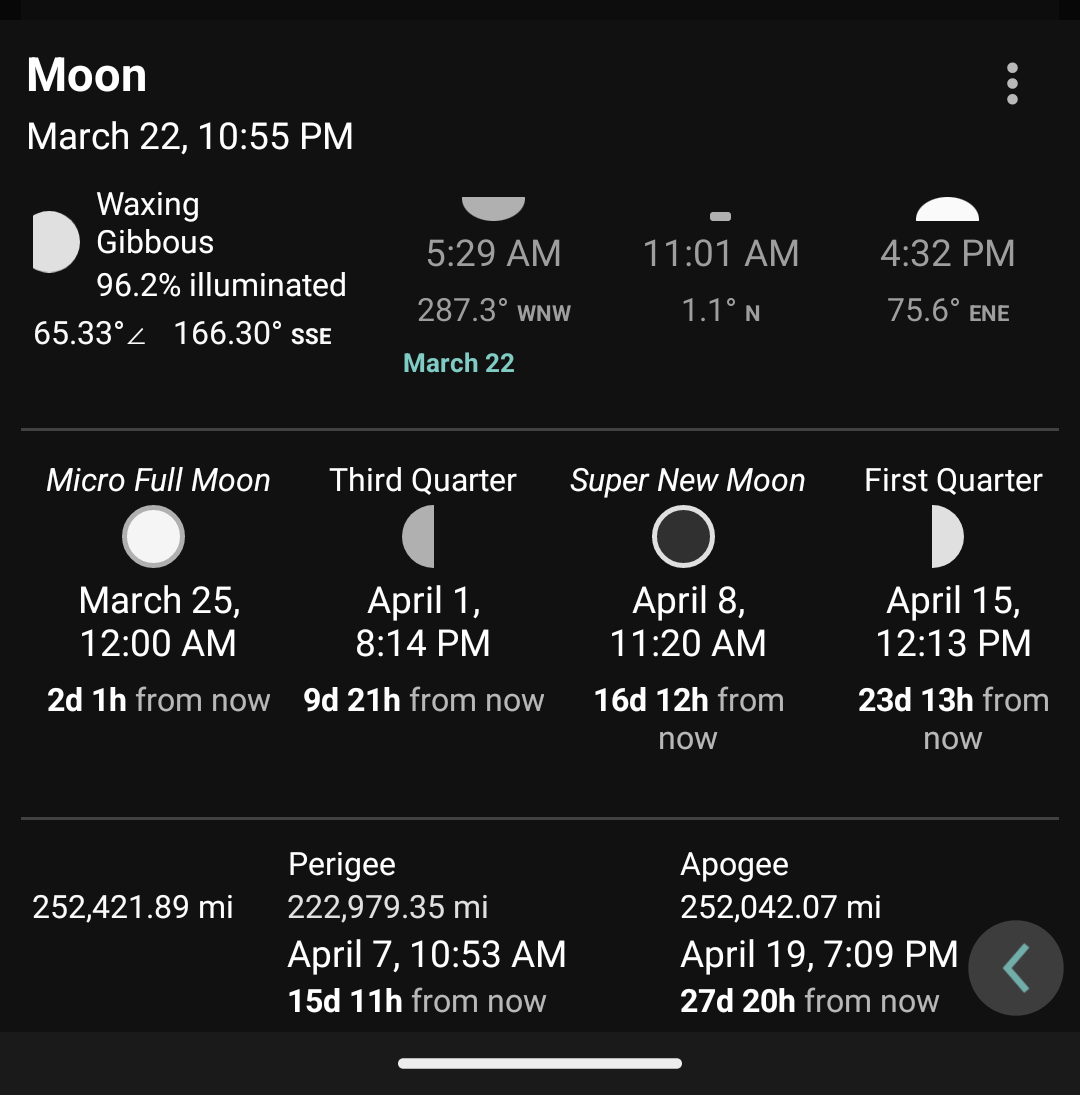 Moon
March 22, 10:55 PM
Waxing
Gibbous
96.2% illuminated
65.33°∠ 166.30° SSE
5:29 AM
287.3° WNW
March 22
11:01 AM
1.1° N
4:32 PM
75.6° ENE
Micro Full Moon
March 25,
12:00 AM
2d 1h from now
Third Quarter
April 1,
8:14 PM
9d 21h from now
Super New Moon
April 8,
11:20 AM
16d 12h from
now
First Quarter
April 15,
12:13 PM
23d 13h from
now
252,421.89 mi
Perigee
222,979.35 mi
April 7, 10:53 AM
15d 11h from now
Apogee
252,042.07 mi
April 19, 7:09 PM
27d 20h from now